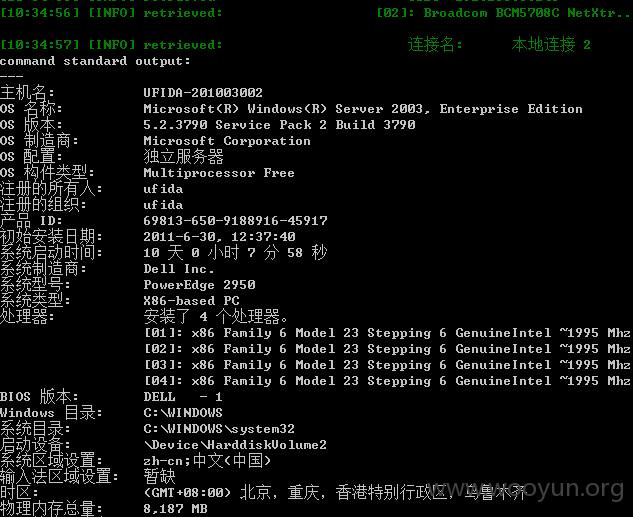 [10:34:56] [INFO] retrieved: [02]: Broadcom BCM5708C NetXtr..
[10:34:57] [INFO] retrieved: 连接名: 本地连接 2
command standard output:
---
主机名: UFIDA-201003002
OS 名称: Microsoft(R) Windows(R) Server 2003, Enterprise Edition
OS 版本: 5.2.3790 Service Pack 2 Build 3790
OS 制造商: Microsoft Corporation
OS 配置: 独立服务器
OS 构件类型: Multiprocessor Free
注册的所有人: ufida
注册的组织: ufida
产品 ID: 69813-650-9188916-45917
初始安装日期: 2011-6-30, 12:37:40
系统启动时间: 10 天 0 小时 7 分 58 秒
系统制造商: Dell Inc.
系统型号: PowerEdge 2950
系统类型: X86-based PC
处理器: 安装了 4 个处理器。
[01]: x86 Family 6 Model 23 Stepping 6 GenuineIntel ~1995 Mhz
[02]: x86 Family 6 Model 23 Stepping 6 GenuineIntel ~1995 Mhz
[03]: x86 Family 6 Model 23 Stepping 6 GenuineIntel ~1995 Mhz
[04]: x86 Family 6 Model 23 Stepping 6 GenuineIntel ~1995 Mhz
BIOS 版本: DELL - 1
Windows 目录: C:\WINDOWS
系统目录: C:\WINDOWS\system32
启动设备: \Device\HarddiskVolume2
系统区域设置: zh-cn;中文(中国)
输入法区域设置: 暂缺
时区: (GMT+08:00) 北京, 重庆, 香港特别行政区, 乌鲁木齐
www.wooyun.org
物理内存总量: 8,187 MB